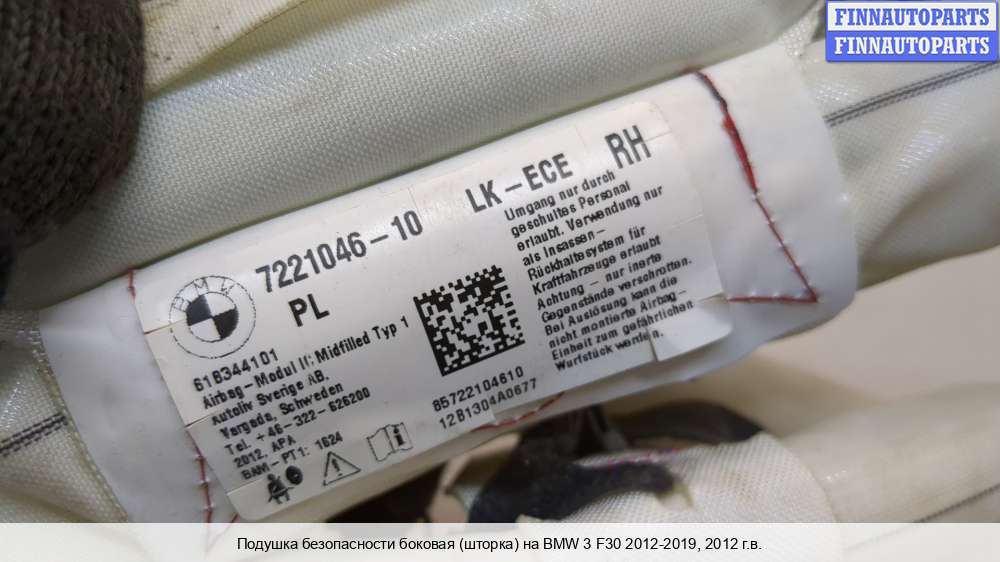 FINNAUTOPARTS
FINNAUTOPARTS
BMW
7221046-10 LK-ECE RH
PL
616344101
Airbag-Modul II; Midfilled Typ 1
Autoliv Sverige AB,
Vargada, Schweden
Tel. +46-322-626200
2012, APA
BAM-PT1: 1624
85722104610
12B1304A0677
Umgang nur durch
geschultes Personal
erlaubt. Verwendung nur
als Insassen-
Rückhaltesystem für
Kraftfahrzeuge erlaubt
Achtung - nur inerte
Gegenstände verschrotten.
Bei Auslösung kann die
nicht montierte Airbag-
Einheit zum gefährlichen
Wurfstück werden.
Подушка безопасности боковая (шторка) на BMW 3 F30 2012-2019, 2012 г.в.